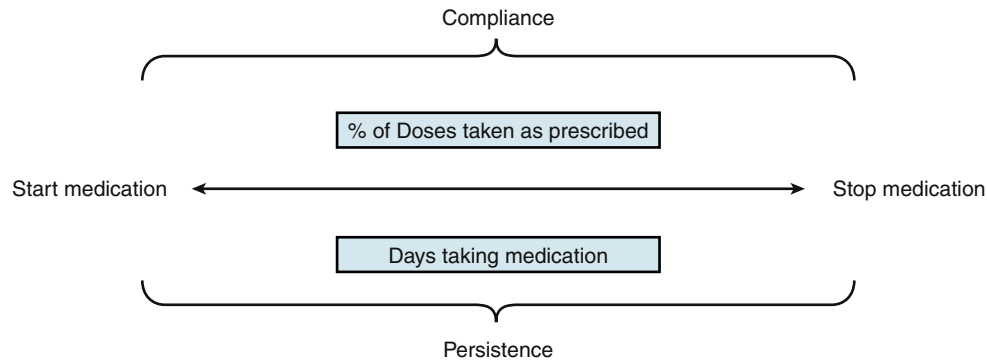 Compliance
% of Doses taken as prescribed
Start medication
Stop medication
Days taking medication
Persistence